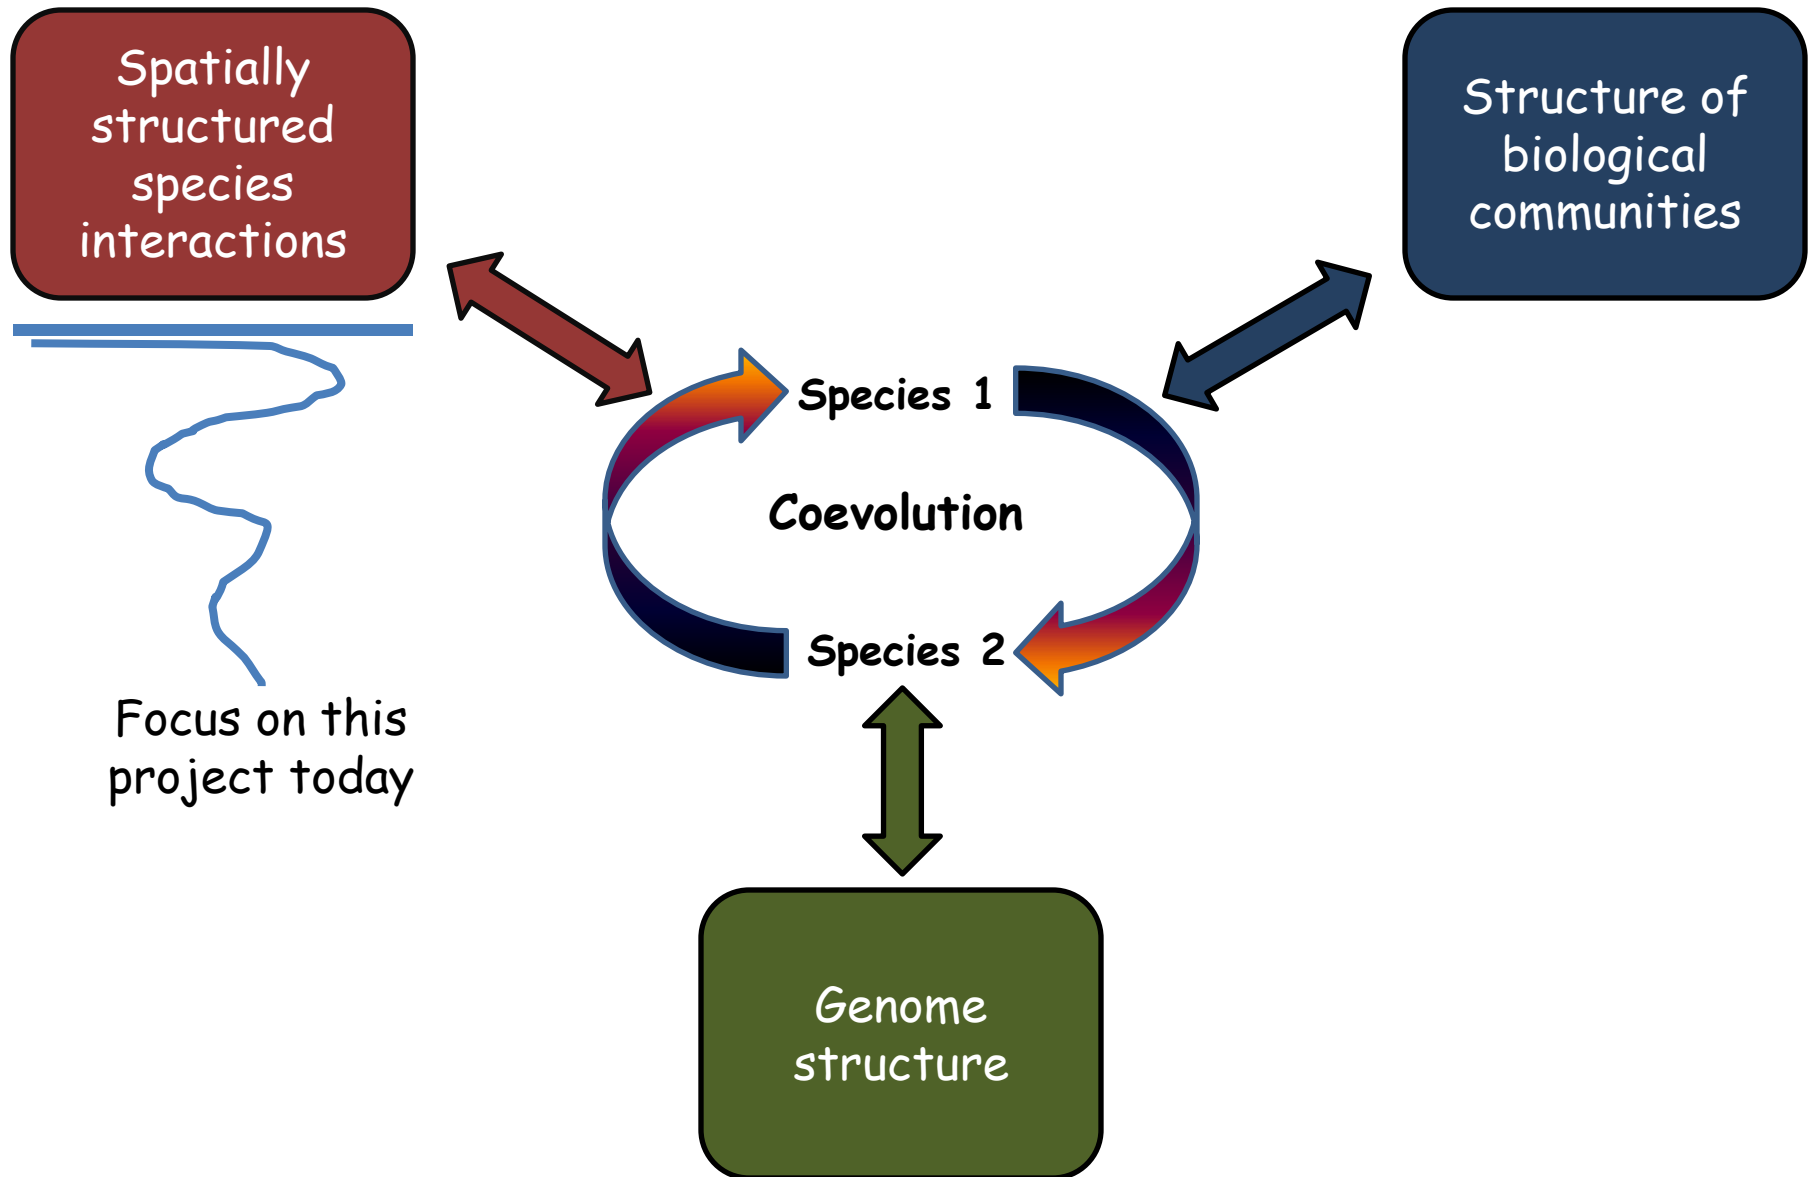 Spatially
structured
species
interactions
Structure of
biological
communities
Species 1
Coevolution
Species 2
Focus on this
project today
Genome
structure